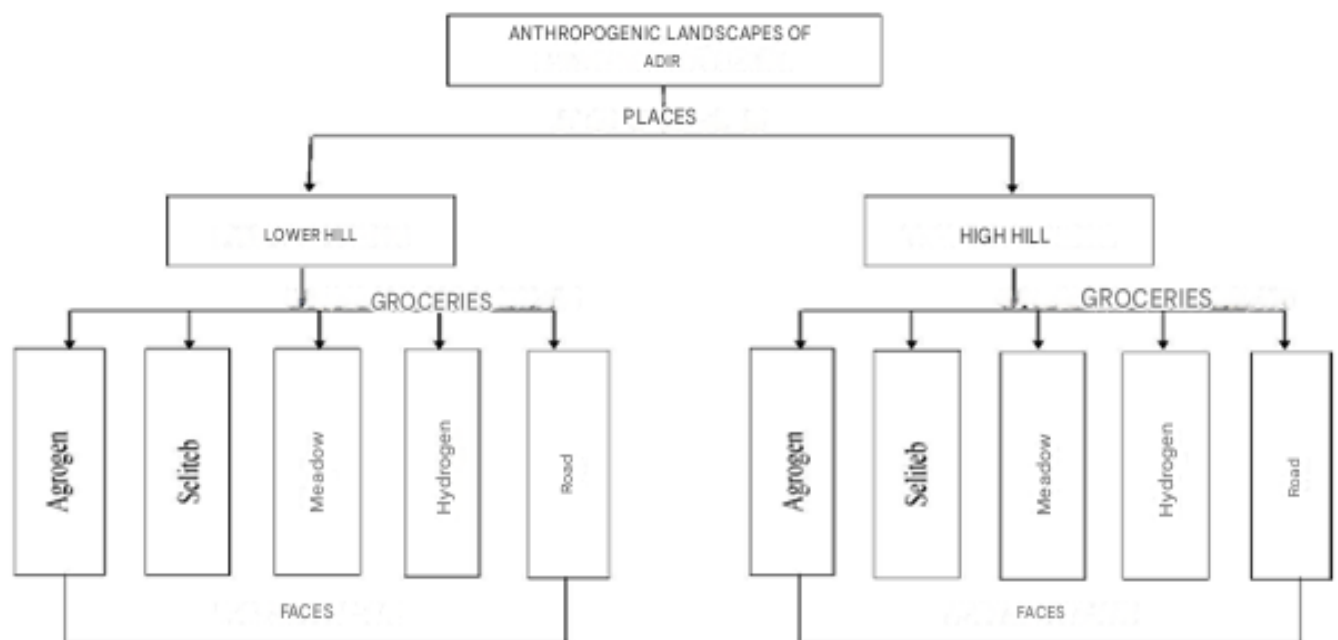 ANTHROPOGENIC LANDSCAPES OF
ADIR
PLACES
LOWER HILL
HIGH HILL
GROCERIES
GROCERIES
Agrogen
Seliteb
Meadow
Hydrogen
Road
Agrogen
Seliteb
Meadow
Hydrogen
Road
FACES
FACES